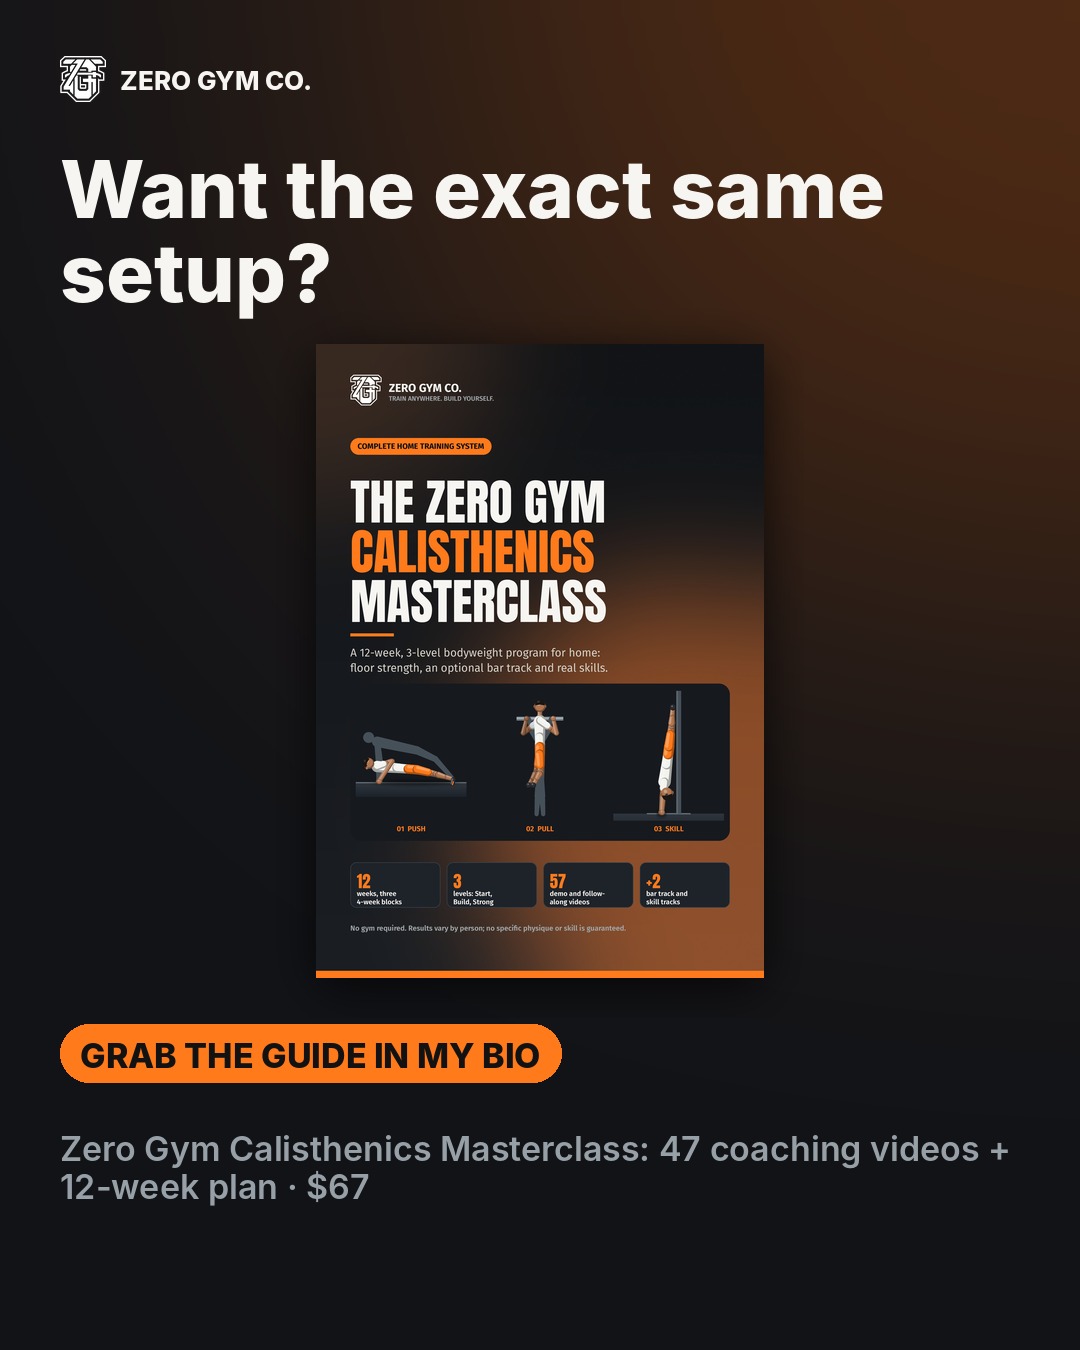 ZERO GYM CO.
Want the exact same
setup?
ZERO GYM CO.
TRAIN ANYWHERE. BUILD YOURSELF.
COMPLETE HOME TRAINING SYSTEM
THE ZERO GYM
CALISTHENICS
MASTERCLASS
A 12-week, 3-level bodyweight program for home:
floor strength, an optional bar track and real skills.
01 PUSH
02 PULL
03 SKILL
12
weeks, three
4-week blocks
3
levels: Start,
Build, Strong
57
demo and follow-
along videos
+2
bar track and
skill tracks
No gym required. Results vary by person; no specific physique or skill is guaranteed.
GRAB THE GUIDE IN MY BIO
Zero Gym Calisthenics Masterclass: 47 coaching videos +
12-week plan · $67